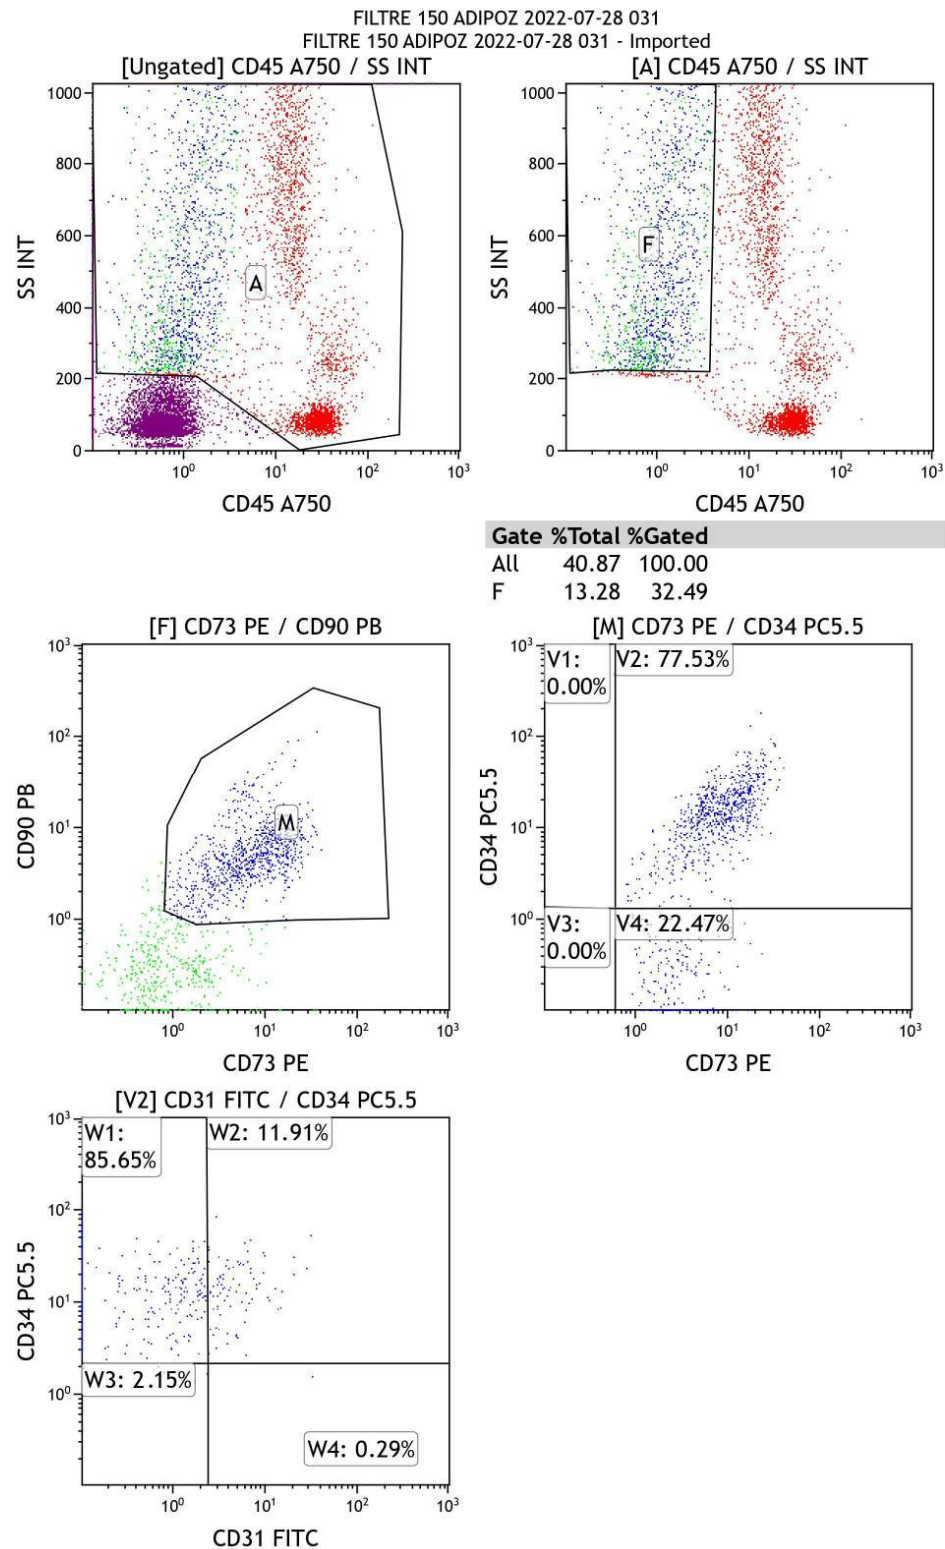 FILTRE 150 ADIPOZ 2022-07-28 031
FILTRE 150 ADIPOZ 2022-07-28 031 - Imported
[Ungated] CD45 A750 / SS INT
1000
800
600
400
200
0
SS INT
A
10⁰ 10¹ 10² 10³
CD45 A750
[A] CD45 A750 / SS INT
1000
800
600
400
200
0
SS INT
F
10⁰ 10¹ 10² 10³
CD45 A750
Gate %Total %Gated
All 40.87 100.00
F 13.28 32.49
[F] CD73 PE / CD90 PB
10³
10²
10¹
10⁰
CD90 PB
M
10⁰ 10¹ 10² 10³
CD73 PE
[M] CD73 PE / CD34 PC5.5
V1:
0.00%
V2: 77.53%
10³
10²
10¹
10⁰
CD34 PC5.5
V3:
0.00%
V4: 22.47%
10⁰ 10¹ 10² 10³
CD73 PE
[V2] CD31 FITC / CD34 PC5.5
W1:
85.65%
W2: 11.91%
10³
10²
10¹
10⁰
CD34 PC5.5
W3: 2.15%
W4: 0.29%
10⁰ 10¹ 10² 10³
CD31 FITC